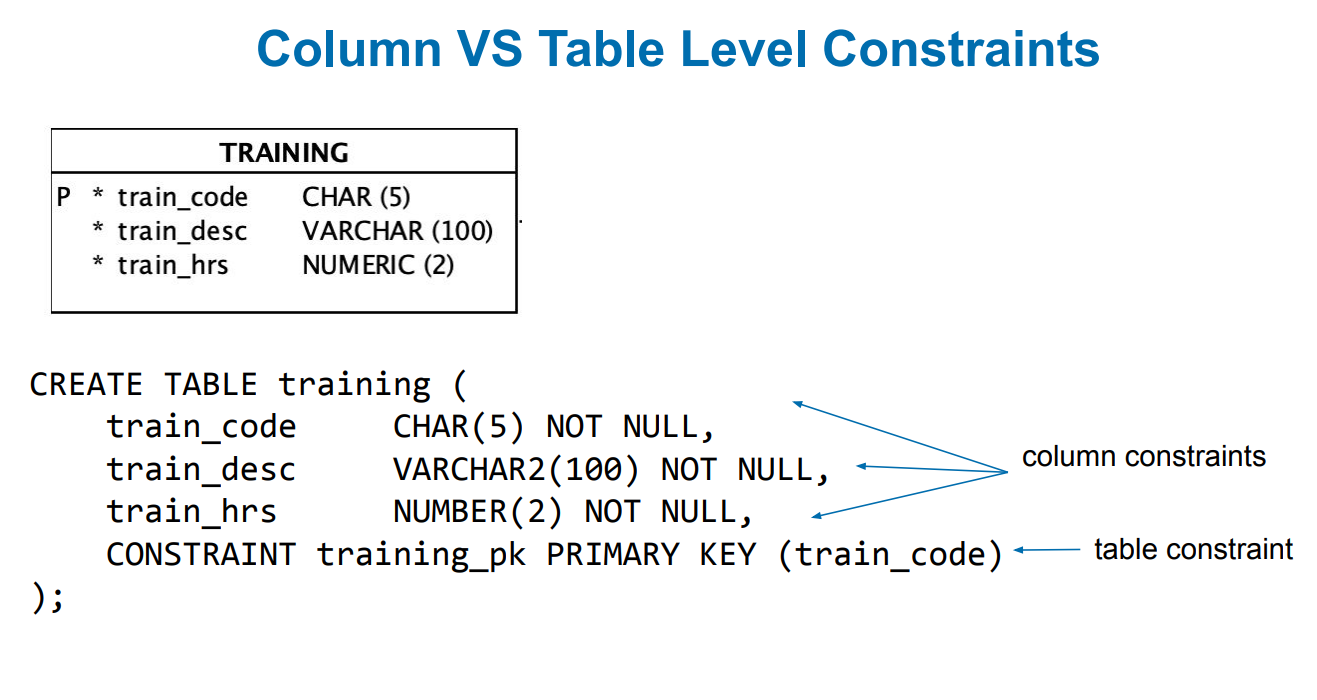 Column VS Table Level Constraints
TRAINING
P * train_code CHAR (5)
* train_desc VARCHAR (100)
* train_hrs NUMERIC (2)
CREATE TABLE training (
train_code CHAR(5) NOT NULL,
train_desc VARCHAR2(100) NOT NULL,
train_hrs NUMBER(2) NOT NULL,
column constraints
CONSTRAINT training_pk PRIMARY KEY (train_code)
table constraint
);